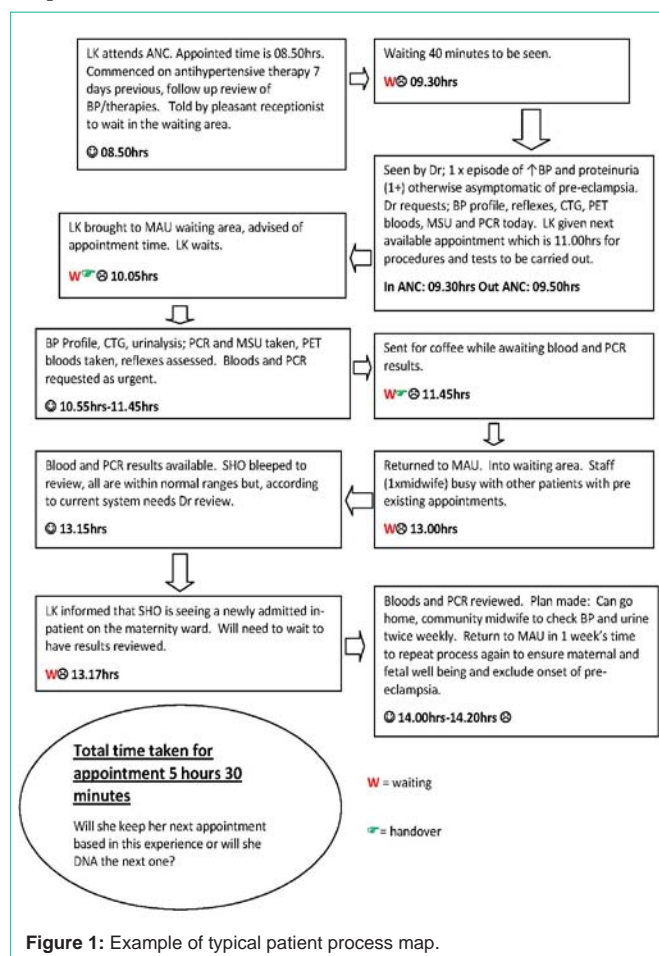 LK attends ANC. Appointed time is 08.50hrs.
Commenced on antihypertensive therapy 7
days previous, follow up review of
BP/therapies. Told by pleasant receptionist
to wait in the waiting area.
☺ 08.50hrs
Waiting 40 minutes to be seen.
W☹ 09.30hrs
Seen by Dr; 1 x episode of ↑BP and proteinuria
(1+) otherwise asymptomatic of pre-eclampsia.
Dr requests; BP profile, reflexes, CTG, PET
bloods, MSU and PCR today. LK given next
available appointment which is 11.00hrs for
procedures and tests to be carried out.
In ANC: 09.30hrs Out ANC: 09.50hrs
LK brought to MAU waiting area, advised of
appointment time. LK waits.
W☞☹ 10.05hrs
BP Profile, CTG, urinalysis; PCR and MSU taken, PET
bloods taken, reflexes assessed. Bloods and PCR
requested as urgent.
☺ 10.55hrs-11.45hrs
Sent for coffee while awaiting blood and PCR
results.
W☞☹ 11.45hrs
Returned to MAU. Into waiting area. Staff
(1xmidwife) busy with other patients with pre
existing appointments.
W☹ 13.00hrs
Blood and PCR results available. SHO bleeped to
review, all are within normal ranges but, according
to current system needs Dr review.
☺ 13.15hrs
LK informed that SHO is seeing a newly admitted in-
patient on the maternity ward. Will need to wait to
have results reviewed.
W☹ 13.17hrs
Bloods and PCR reviewed. Plan made: Can go
home, community midwife to check BP and urine
twice weekly. Return to MAU in 1 week's time
to repeat process again to ensure maternal and
fetal well being and exclude onset of pre-
eclampsia.
☺ 14.00hrs-14.20hrs ☹
Total time taken for
appointment 5 hours 30
minutes
Will she keep her next appointment
based in this experience or will she
DNA the next one?
W = waiting
☞= handover
Figure 1: Example of typical patient process map.